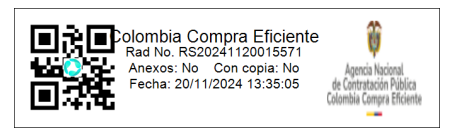 Colombia Compra Eficiente
Rad No. RS20241120015571
Anexos: No Con copia: No
Fecha: 20/11/2024 13:35:05
Agencia Nacional
de Contratación Pública
Colombia Compra Eficiente